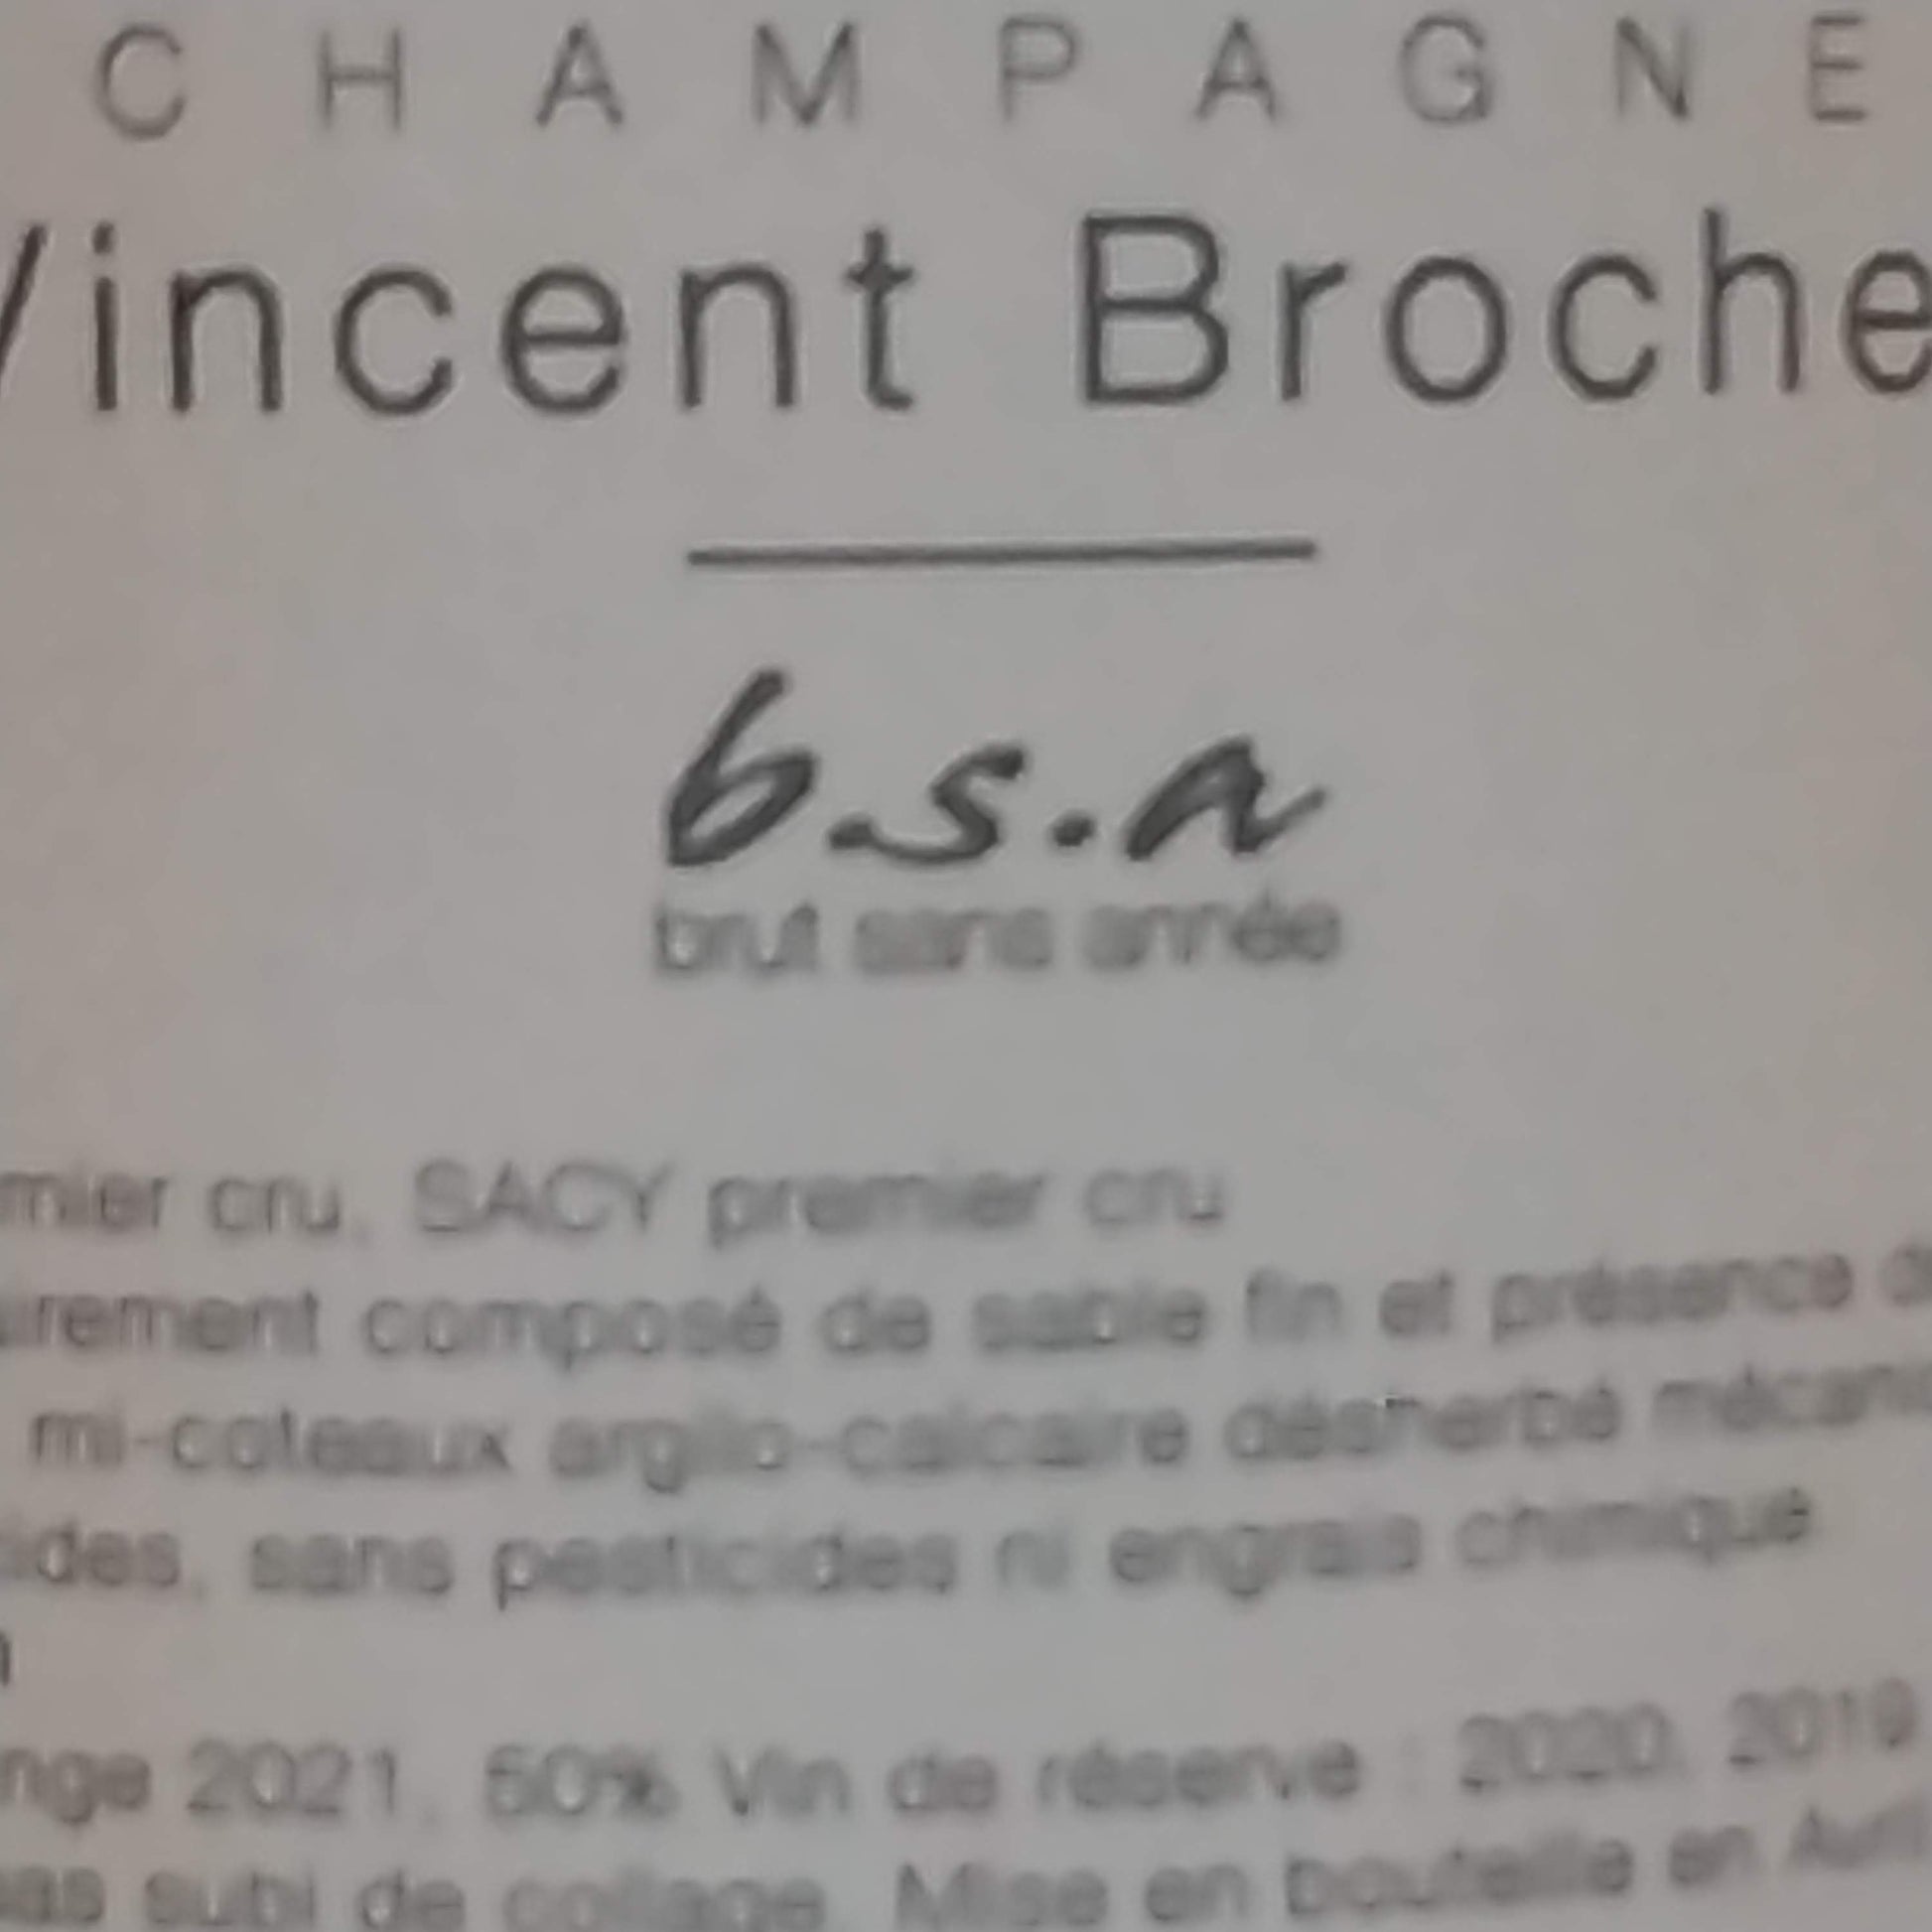 CHAMPAGNE
Vincent Broche
b.s.a
brut sans année
mier cru, SACY premier cru
irement composé de sable fin et présence d
mi-coteaux argilo-calcaire désherbé mécani
ides, sans pesticides ni engrais chimique
nge 2021, 50% Vin de réserve : 2020, 2019
as subi de collage. Mise en bouteille en Avril